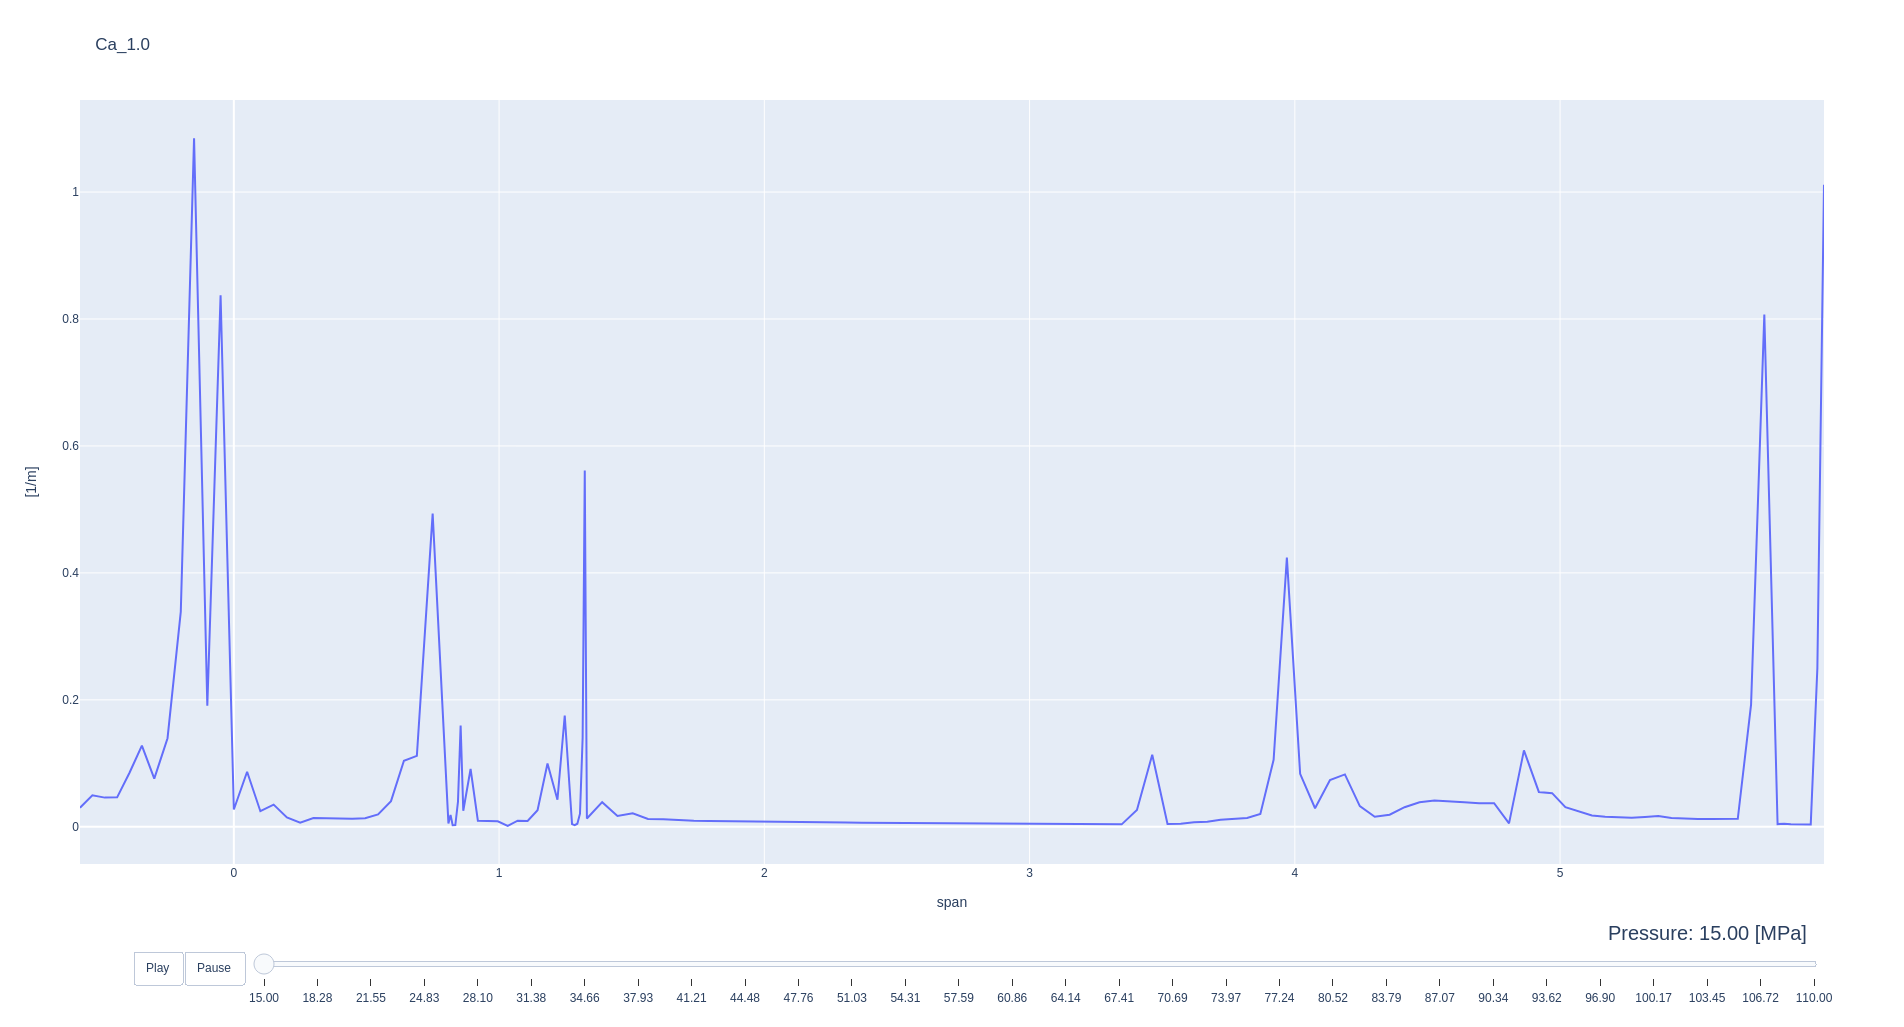 Ca_1.0
1
0.8
0.6
0.4
0.2
0
[1/m]
0 1 2 3 4 5
span
Pressure: 15.00 [MPa]
Play Pause
15.00 18.28 21.55 24.83 28.10 31.38 34.66 37.93 41.21 44.48 47.76 51.03 54.31 57.59 60.86 64.14 67.41 70.69 73.97 77.24 80.52 83.79 87.07 90.34 93.62 96.90 100.17 103.45 106.72 110.00